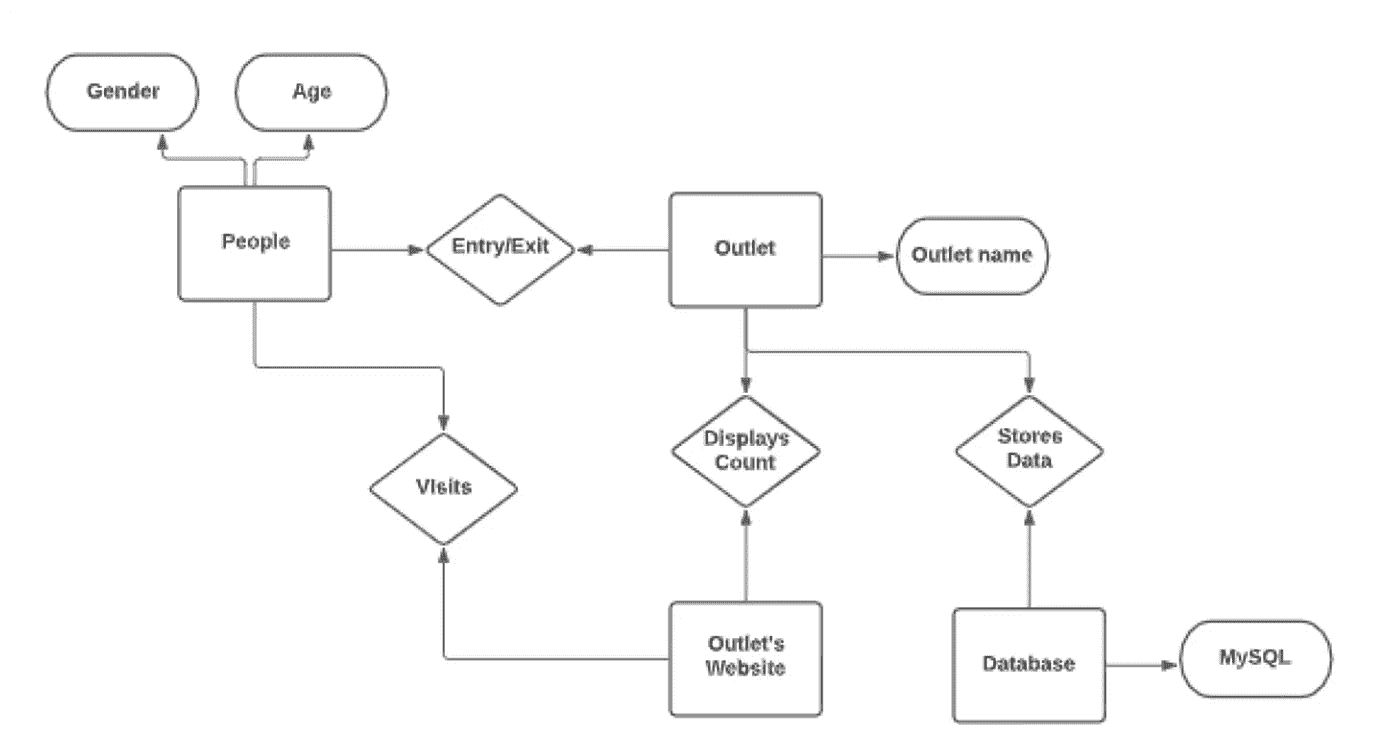 Gender
Age
People
Entry/Exit
Outlet
Outlet name
Displays
Count
Stores
Data
VIsits
Outlet's
Website
Database
MySQL